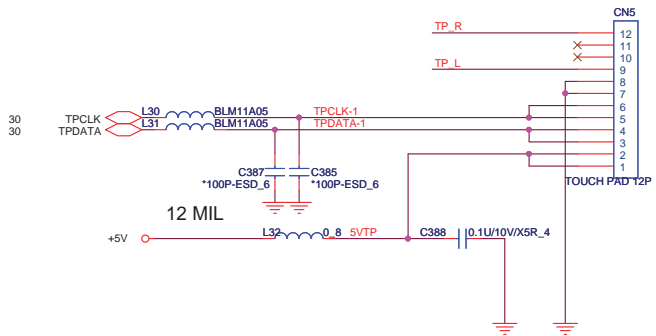 CN5
TP_R
12
11
10
TP_L
9
8
7
6
30 TPCLK L30 BLM11A05 TPCLK-1
5
30 TPDATA L31 BLM11A05 TPDATA-1
4
3
2
1
C387 C385
*100P-ESD_6 *100P-ESD_6
TOUCH PAD 12P
12 MIL
+5V L32 0_8 5VTP C388 0.1U/10V/X5R_4